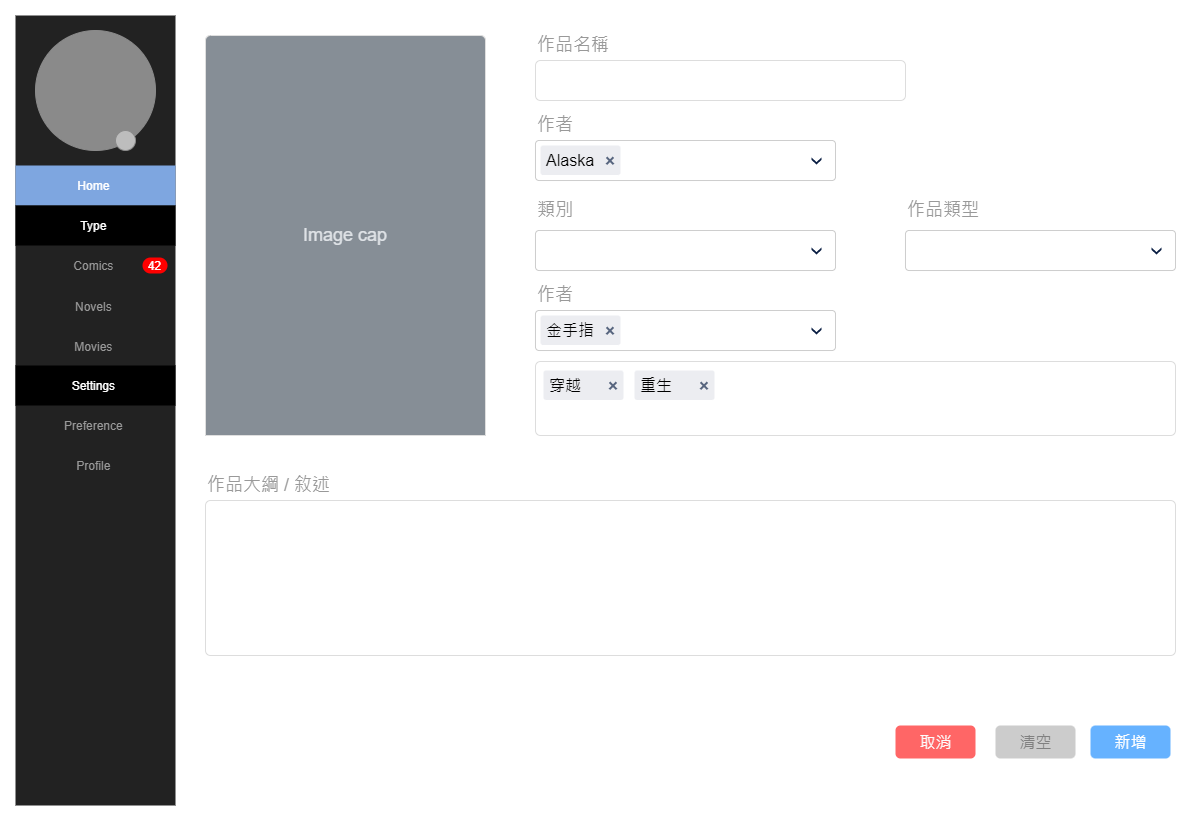 Home
Type
Comics 42
Novels
Movies
Settings
Preference
Profile
Image cap
作品名稱
作者
Alaska ×
類別
作品類型
作者
金手指 ×
穿越 × 重生 ×
作品大綱 / 敘述
取消 清空 新增